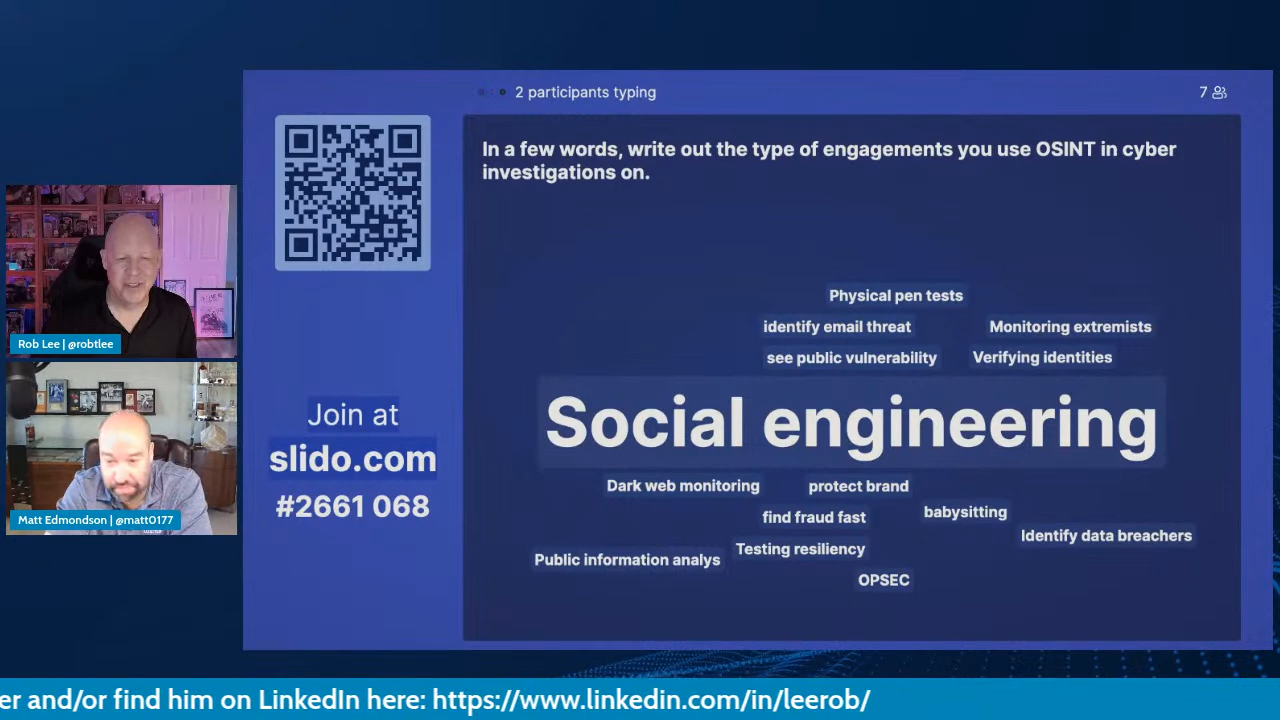 2 participants typing
7
In a few words, write out the type of engagements you use OSINT in cyber
investigations on.
Physical pen tests
identify email threat
Monitoring extremists
see public vulnerability
Verifying identities
Social engineering
Dark web monitoring
protect brand
babysitting
find fraud fast
Identify data breachers
Testing resiliency
Public information analys
OPSEC
Join at
slido.com
#2661 068
Rob Lee | @robtlee
Matt Edmondson | @matt0177
er and/or find him on LinkedIn here: https://www.linkedin.com/in/leerob/